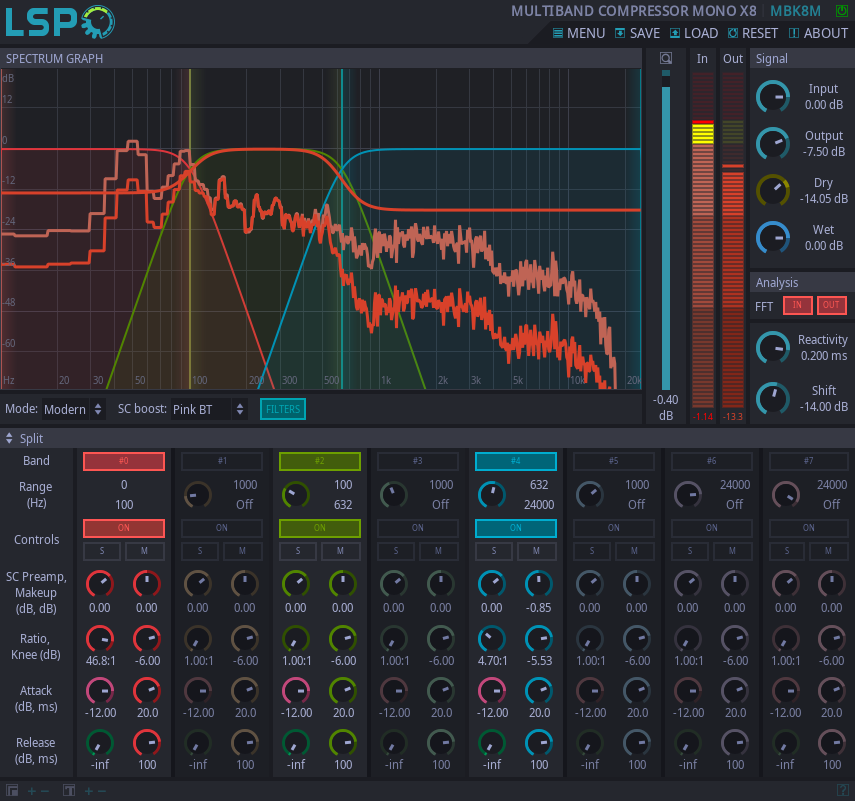 LSP
MULTIBAND COMPRESSOR MONO X8 MBK8M
MENU SAVE LOAD RESET ABOUT
SPECTRUM GRAPH
In Out
Signal
dB
12
0
-12
-24
-36
-48
-60
Hz 20 30 50 100 200 300 500 1k 2k 3k 5k 10k 20k
-0.40
dB
-1.14 -13.3
Input
0.00 dB
Output
-7.50 dB
Dry
-14.05 dB
Wet
0.00 dB
Analysis
FFT IN OUT
Reactivity
0.200 ms
Shift
-14.00 dB
Mode: Modern SC boost: Pink BT FILTERS
Split
Band #0 #1 #2 #3 #4 #5 #6 #7
Range
(Hz)
0 1000 100 1000 632 1000 24000 24000
100 Off 632 Off 24000 Off Off Off
Controls
ON ON ON ON ON ON ON ON
S M S M S M S M S M S M S M S M
SC Preamp,
Makeup
(dB, dB)
0.00 0.00 0.00 0.00 0.00 0.00 0.00 0.00 0.00 -0.85 0.00 0.00 0.00 0.00 0.00 0.00
Ratio,
Knee (dB)
46.8:1 -6.00 1.00:1 -6.00 1.00:1 -6.00 1.00:1 -6.00 4.70:1 -5.53 1.00:1 -6.00 1.00:1 -6.00 1.00:1 -6.00
Attack
(dB, ms)
-12.00 20.0 -12.00 20.0 -12.00 20.0 -12.00 20.0 -12.00 20.0 -12.00 20.0 -12.00 20.0 -12.00 20.0
Release
(dB, ms)
-inf 100 -inf 100 -inf 100 -inf 100 -inf 100 -inf 100 -inf 100 -inf 100
+ − T + − ?